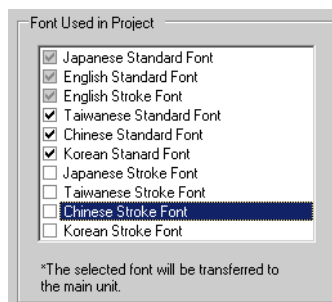 Font Used in Project
Japanese Standard Font
English Standard Font
English Stroke Font
Taiwanese Standard Font
Chinese Standard Font
Korean Stanard Font
Japanese Stroke Font
Taiwanese Stroke Font
Chinese Stroke Font
Korean Stroke Font
*The selected font will be transferred to
the main unit.